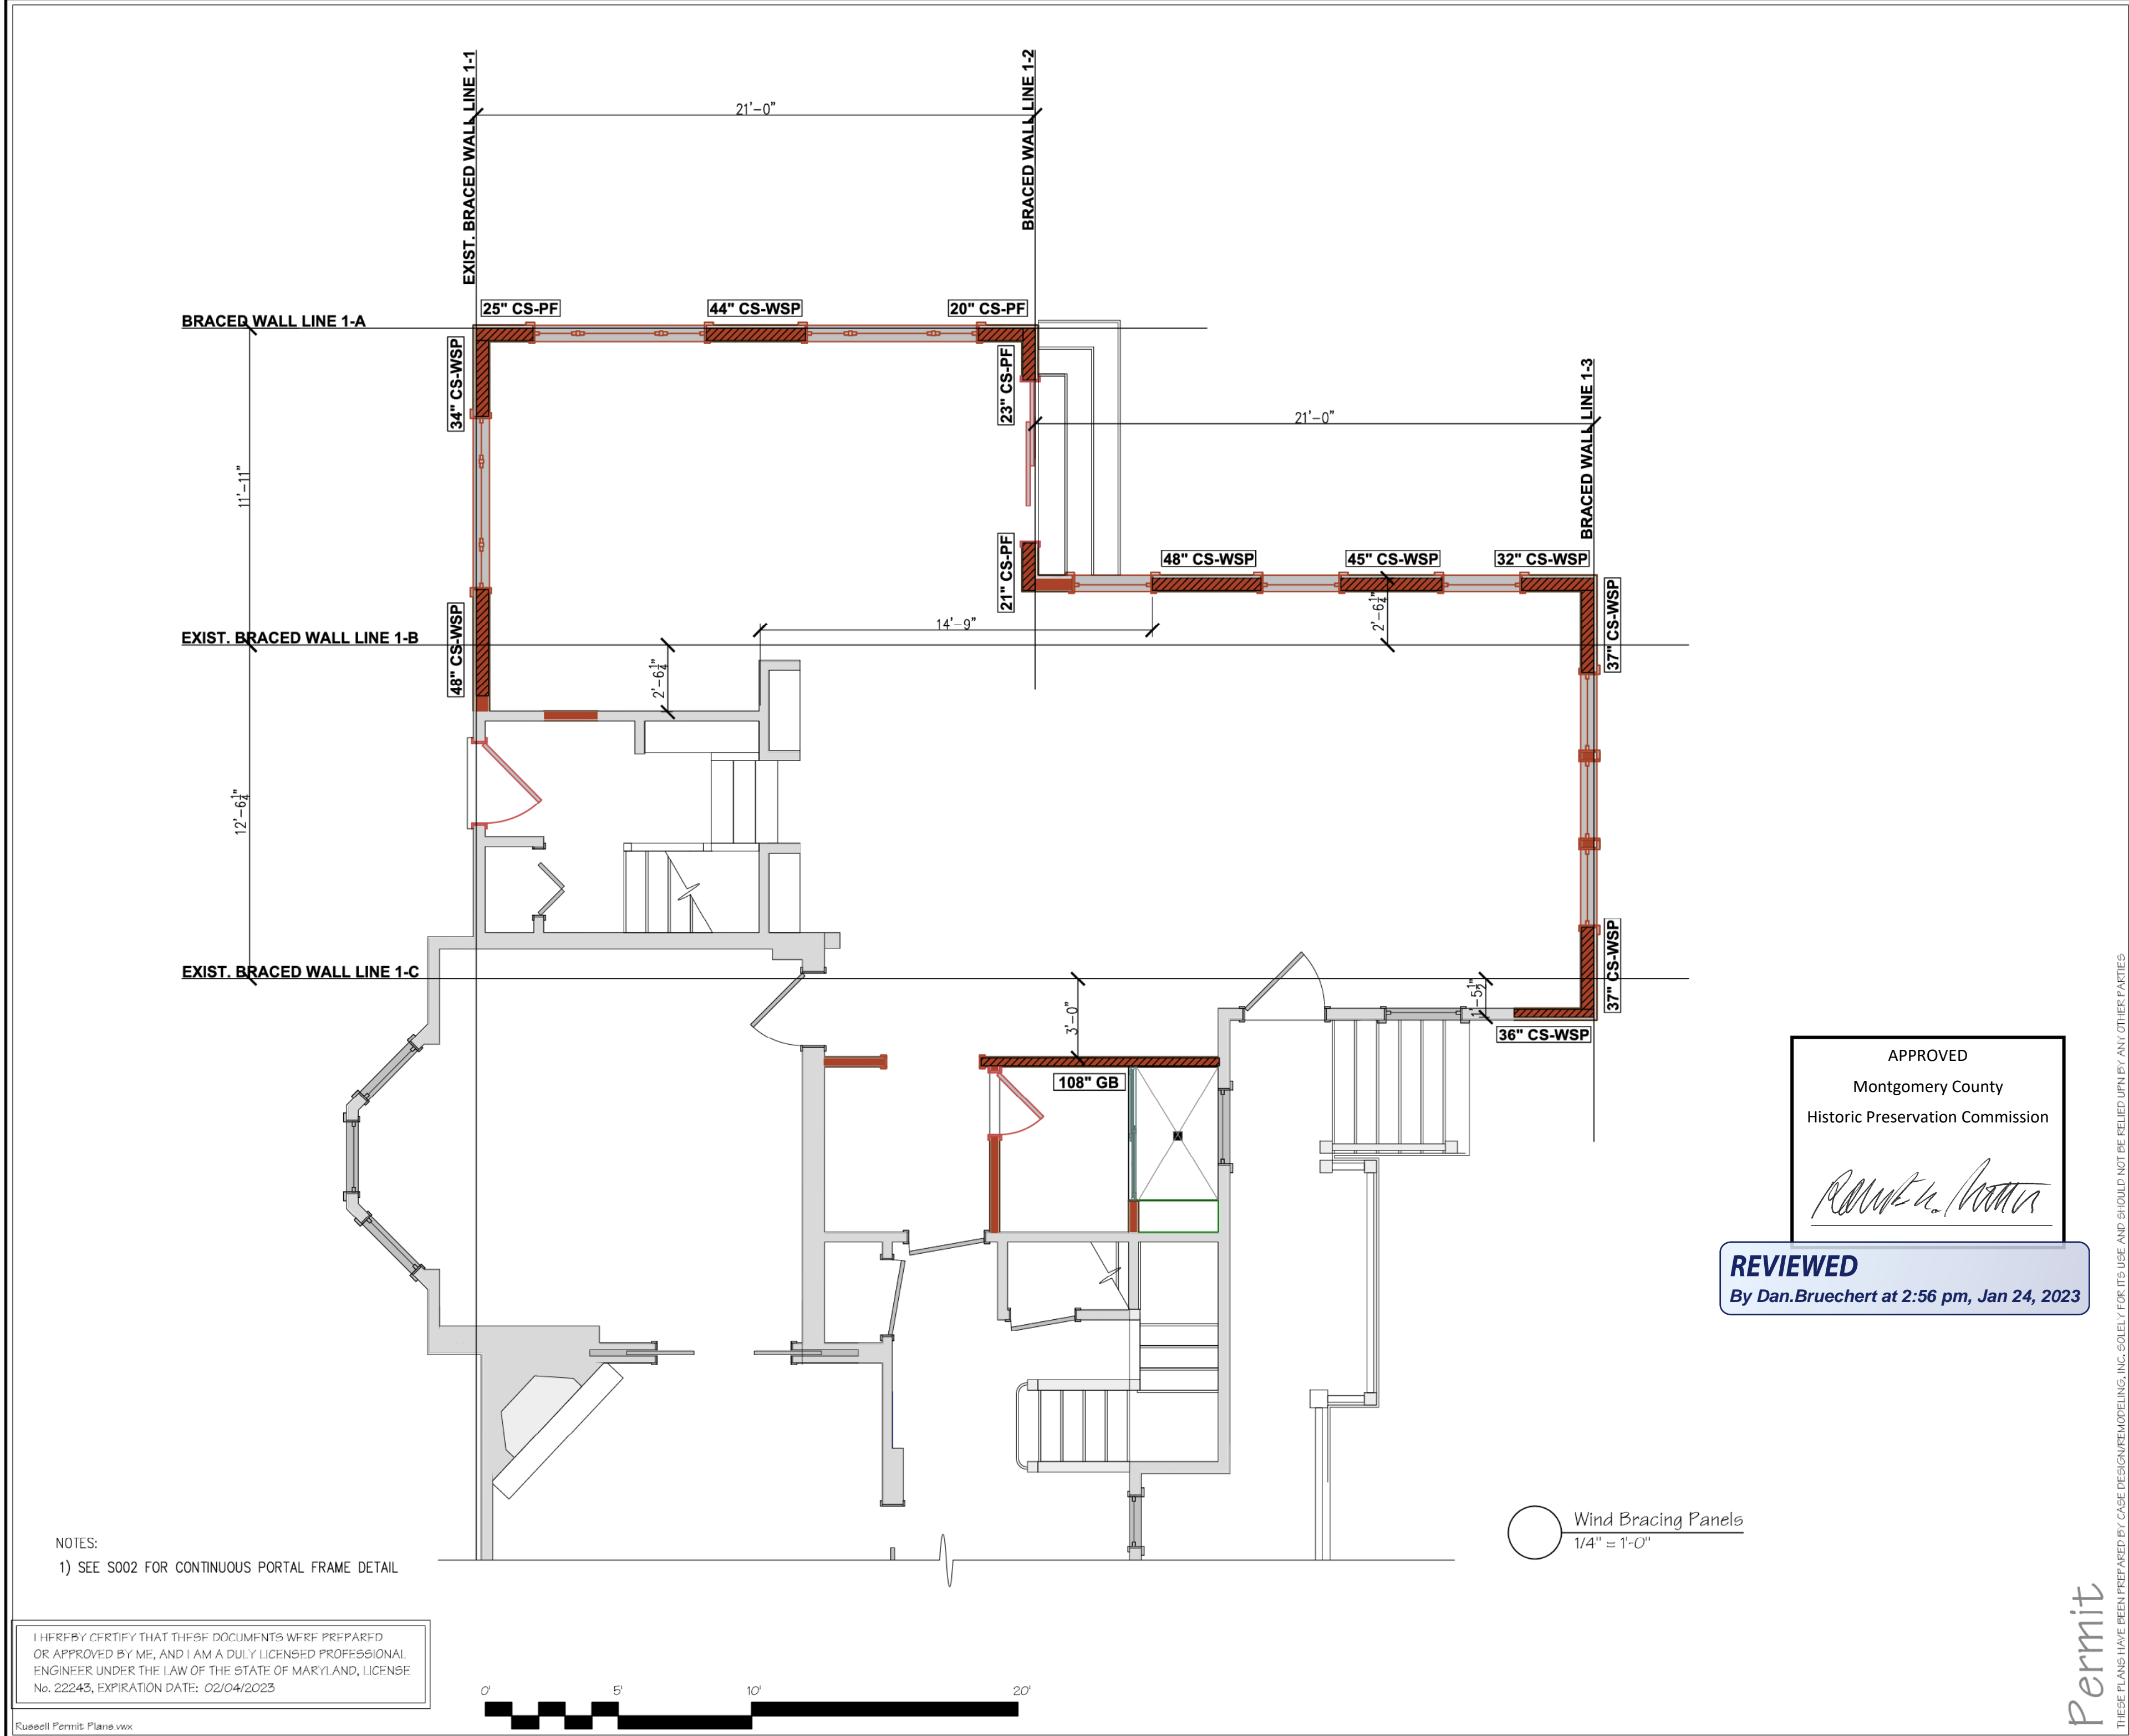 EXIST. BRACED WALL LINE 1-1
BRACED WALL LINE 1-2
21'-0"
BRACED WALL LINE 1-A
25" CS-PF
44" CS-WSP
20" CS-PF
34" CS-WSP
23" CS-PF
BRACED WALL LINE 1-3
21'-0"
11'-11"
21" CS-PF
48" CS-WSP
45" CS-WSP
32" CS-WSP
37" CS-WSP
2'-6 1/4"
14'-9"
EXIST. BRACED WALL LINE 1-B
48" CS-WSP
2'-6 1/4"
12'-6 1/4"
EXIST. BRACED WALL LINE 1-C
37" CS-WSP
1'-5 1/2"
3'-0"
36" CS-WSP
108" GB
APPROVED
Montgomery County
Historic Preservation Commission
REVIEWED
By Dan.Bruechert at 2:56 pm, Jan 24, 2023
Wind Bracing Panels
1/4" = 1'-0"
NOTES:
1) SEE S002 FOR CONTINUOUS PORTAL FRAME DETAIL
I HEREBY CERTIFY THAT THESE DOCUMENTS WERE PREPARED
OR APPROVED BY ME, AND I AM A DULY LICENSED PROFESSIONAL
ENGINEER UNDER THE LAW OF THE STATE OF MARYLAND, LICENSE
No. 22243, EXPIRATION DATE: 02/04/2023
0' 5' 10' 20'
Russell Permit Plans.vwx
Permit
THESE PLANS HAVE BEEN PREPARED BY CASE DESIGN/REMODELING, INC. SOLELY FOR ITS USE AND SHOULD NOT BE RELIED UPN BY ANY OTHER PARTIES